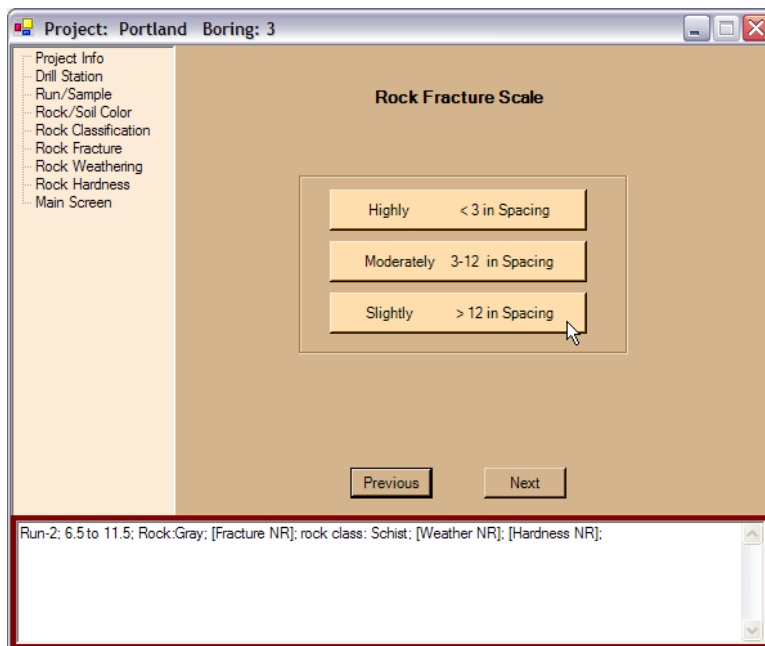 Project: Portland Boring: 3
Project Info
Drill Station
Run/Sample
Rock/Soil Color
Rock Classification
Rock Fracture
Rock Weathering
Rock Hardness
Main Screen
Rock Fracture Scale
Highly < 3 in Spacing
Moderately 3-12 in Spacing
Slightly > 12 in Spacing
Previous Next
Run-2; 6.5 to 11.5; Rock:Gray; [Fracture NR]; rock class: Schist; [Weather NR]; [Hardness NR];